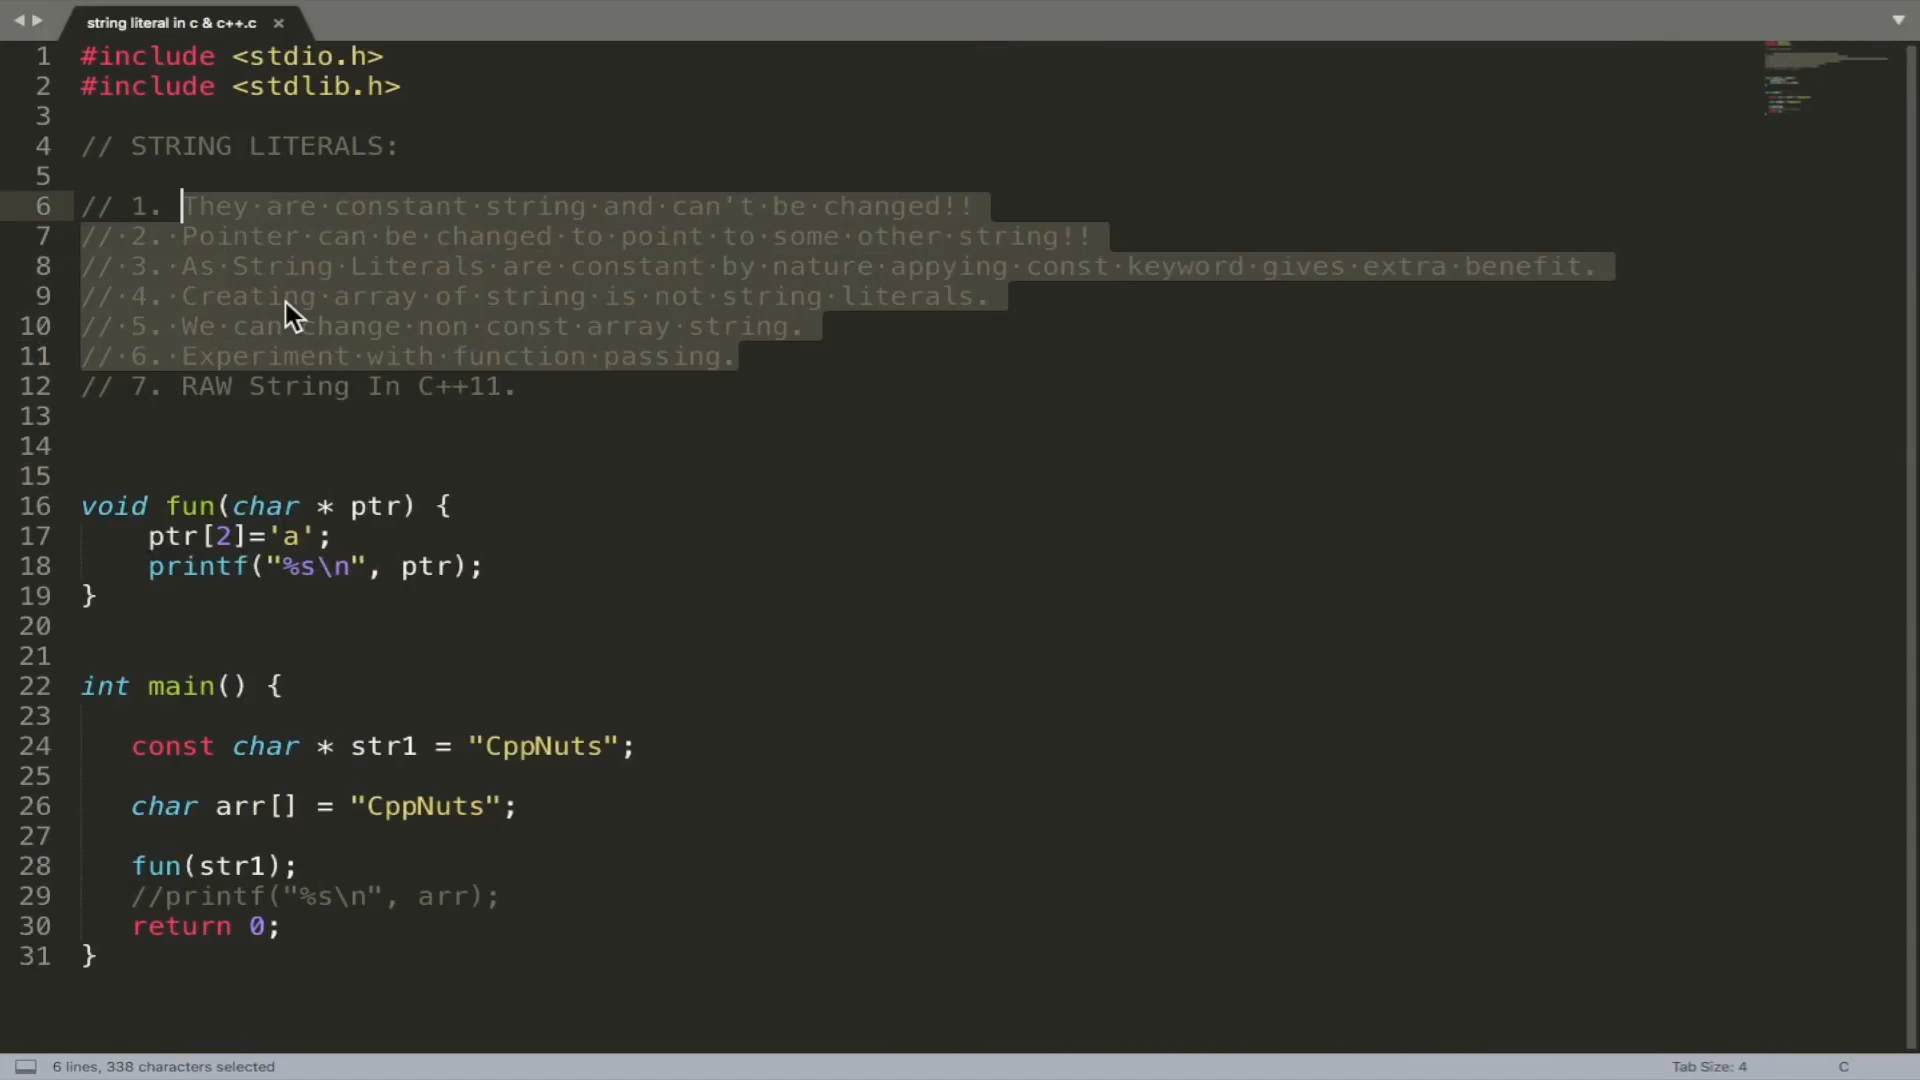 string literal in c & c++.c ×
1 #include <stdio.h>
2 #include <stdlib.h>
3
4 // STRING LITERALS:
5
6 // 1. They are constant string and can't be changed!!
7 // 2. Pointer can be changed to point to some other string!!
8 // 3. As String Literals are constant by nature appying const keyword gives extra benefit.
9 // 4. Creating array of string is not string literals.
10 // 5. We can change non const array string.
11 // 6. Experiment with function passing.
12 // 7. RAW String In C++11.
13
14
15
16 void fun(char * ptr) {
17 ptr[2]='a';
18 printf("%s\n", ptr);
19 }
20
21
22 int main() {
23
24 const char * str1 = "CppNuts";
25
26 char arr[] = "CppNuts";
27
28 fun(str1);
29 //printf("%s\n", arr);
30 return 0;
31 }
6 lines, 338 characters selected Tab Size: 4 C